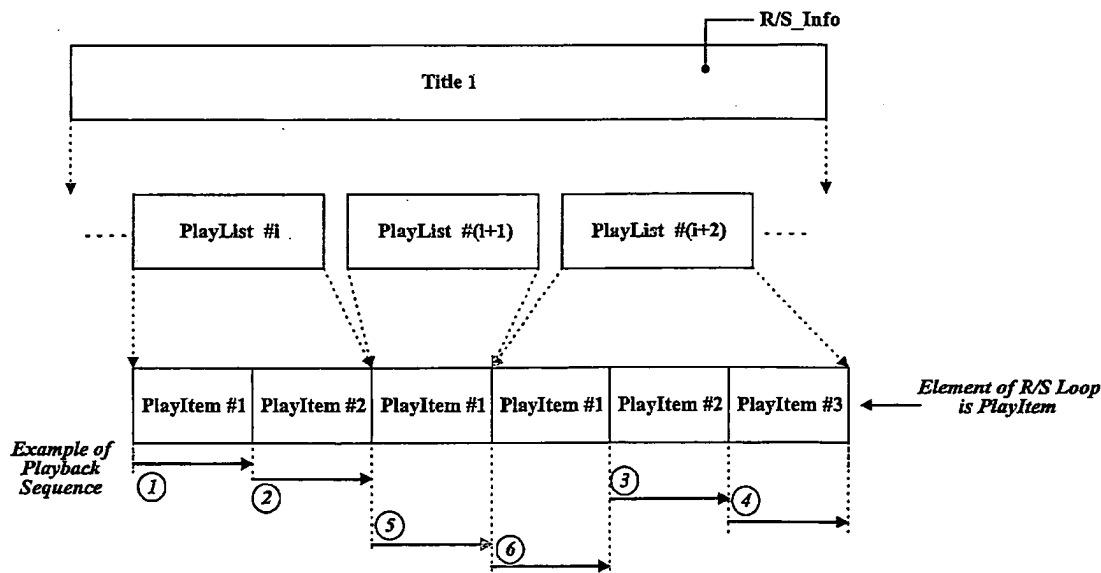 R/S_Info
Title 1
PlayList #i
PlayList #(i+1)
PlayList #(i+2)
PlayItem #1
PlayItem #2
PlayItem #1
PlayItem #1
PlayItem #2
PlayItem #3
Element of R/S Loop
is PlayItem
Example of
Playback
Sequence
1
2
3
4
5
6